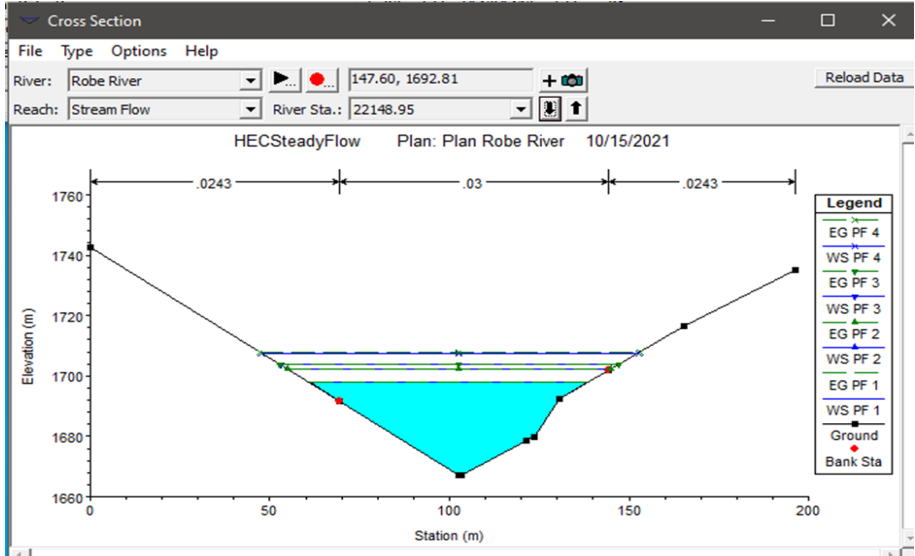 Cross Section
File Type Options Help
River: Robe River 147.60, 1692.81 Reload Data
Reach: Stream Flow River Sta.: 22148.95
HECSteadyFlow Plan: Plan Robe River 10/15/2021
.0243 .03 .0243
1760
1740
1720
1700
1680
1660
Elevation (m)
0 50 100 150 200
Station (m)
Legend
EG PF 4
WS PF 4
EG PF 3
WS PF 3
EG PF 2
WS PF 2
EG PF 1
WS PF 1
Ground
Bank Sta